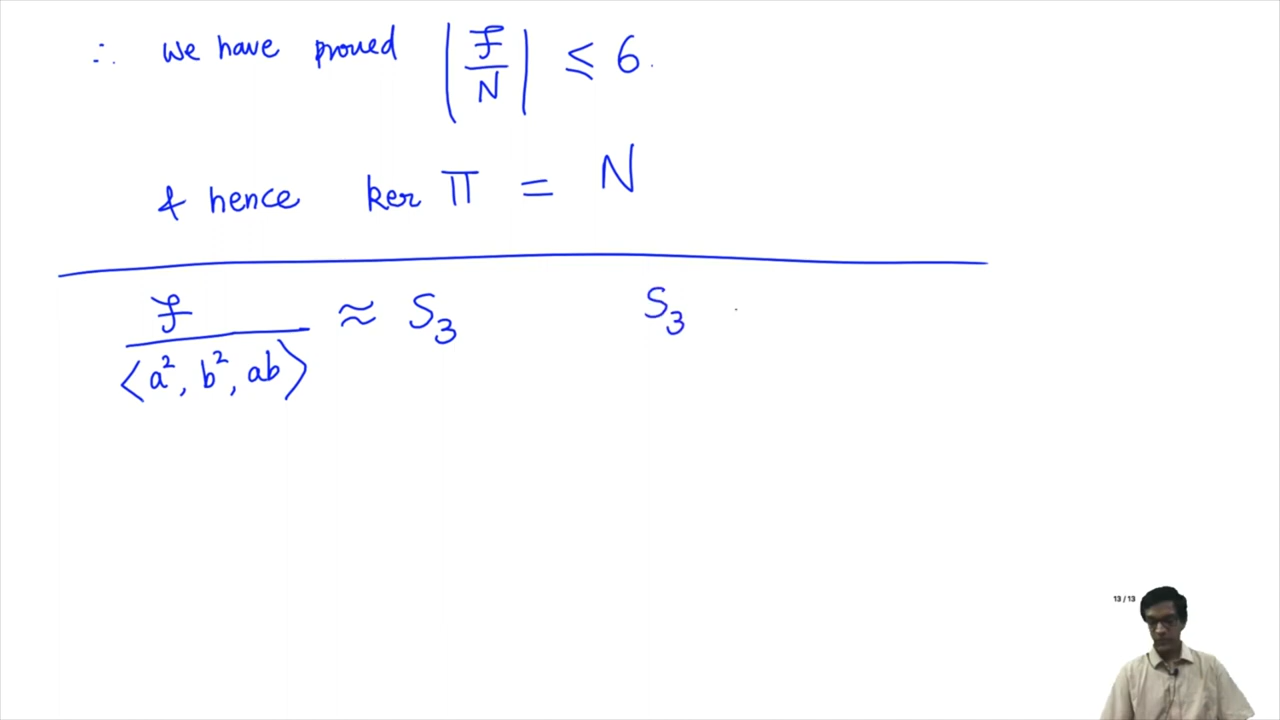 ∴ we have proved |F/N| ≤ 6.
& hence ker Π = N
F/⟨a², b², ab⟩ ≈ S₃ S₃
13 / 13